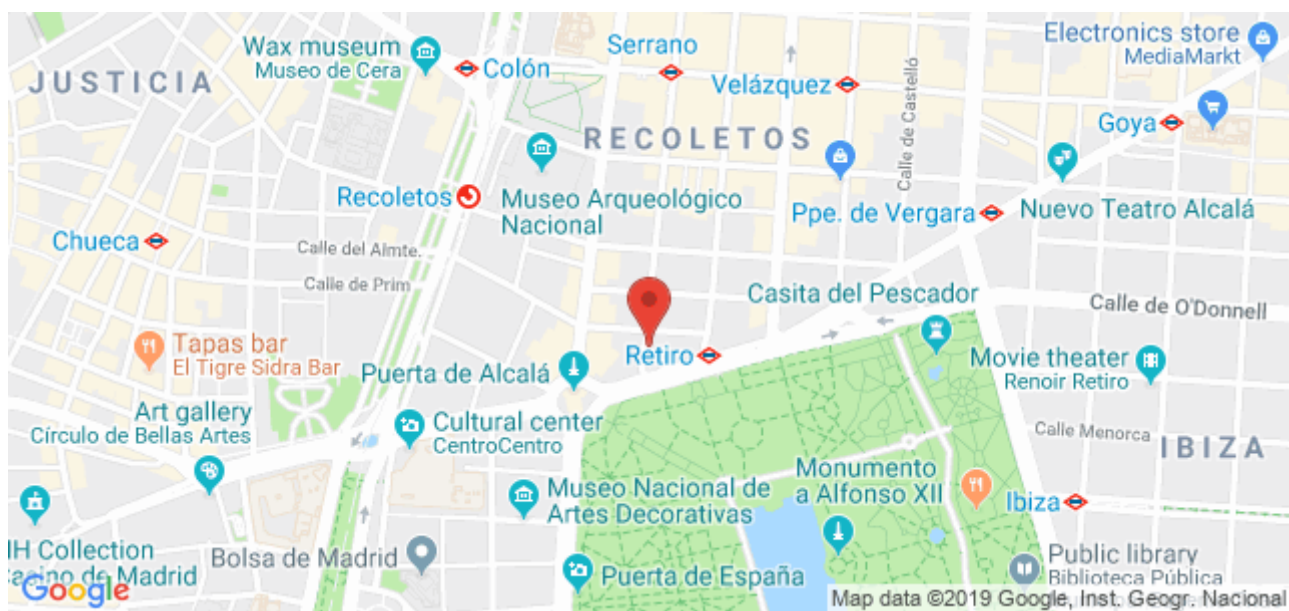 Wax museum
Museo de Cera
Colón
Serrano
Velázquez
Electronics store
MediaMarkt
JUSTICIA
RECOLETOS
Calle de Castelló
Goya
Recoletos
Museo Arqueológico
Nacional
Ppe. de Vergara
Nuevo Teatro Alcalá
Chueca
Calle del Almte.
Calle de Prim
Casita del Pescador
Calle de O'Donnell
Tapas bar
El Tigre Sidra Bar
Puerta de Alcalá
Retiro
Movie theater
Renoir Retiro
Art gallery
Círculo de Bellas Artes
Cultural center
CentroCentro
Calle Menorca
IBIZA
Museo Nacional de
Artes Decorativas
Monumento
a Alfonso XII
Ibiza
Collection
Casino de Madrid
Bolsa de Madrid
Puerta de España
Public library
Biblioteca Pública
Google
Map data ©2019 Google, Inst. Geogr. Nacional